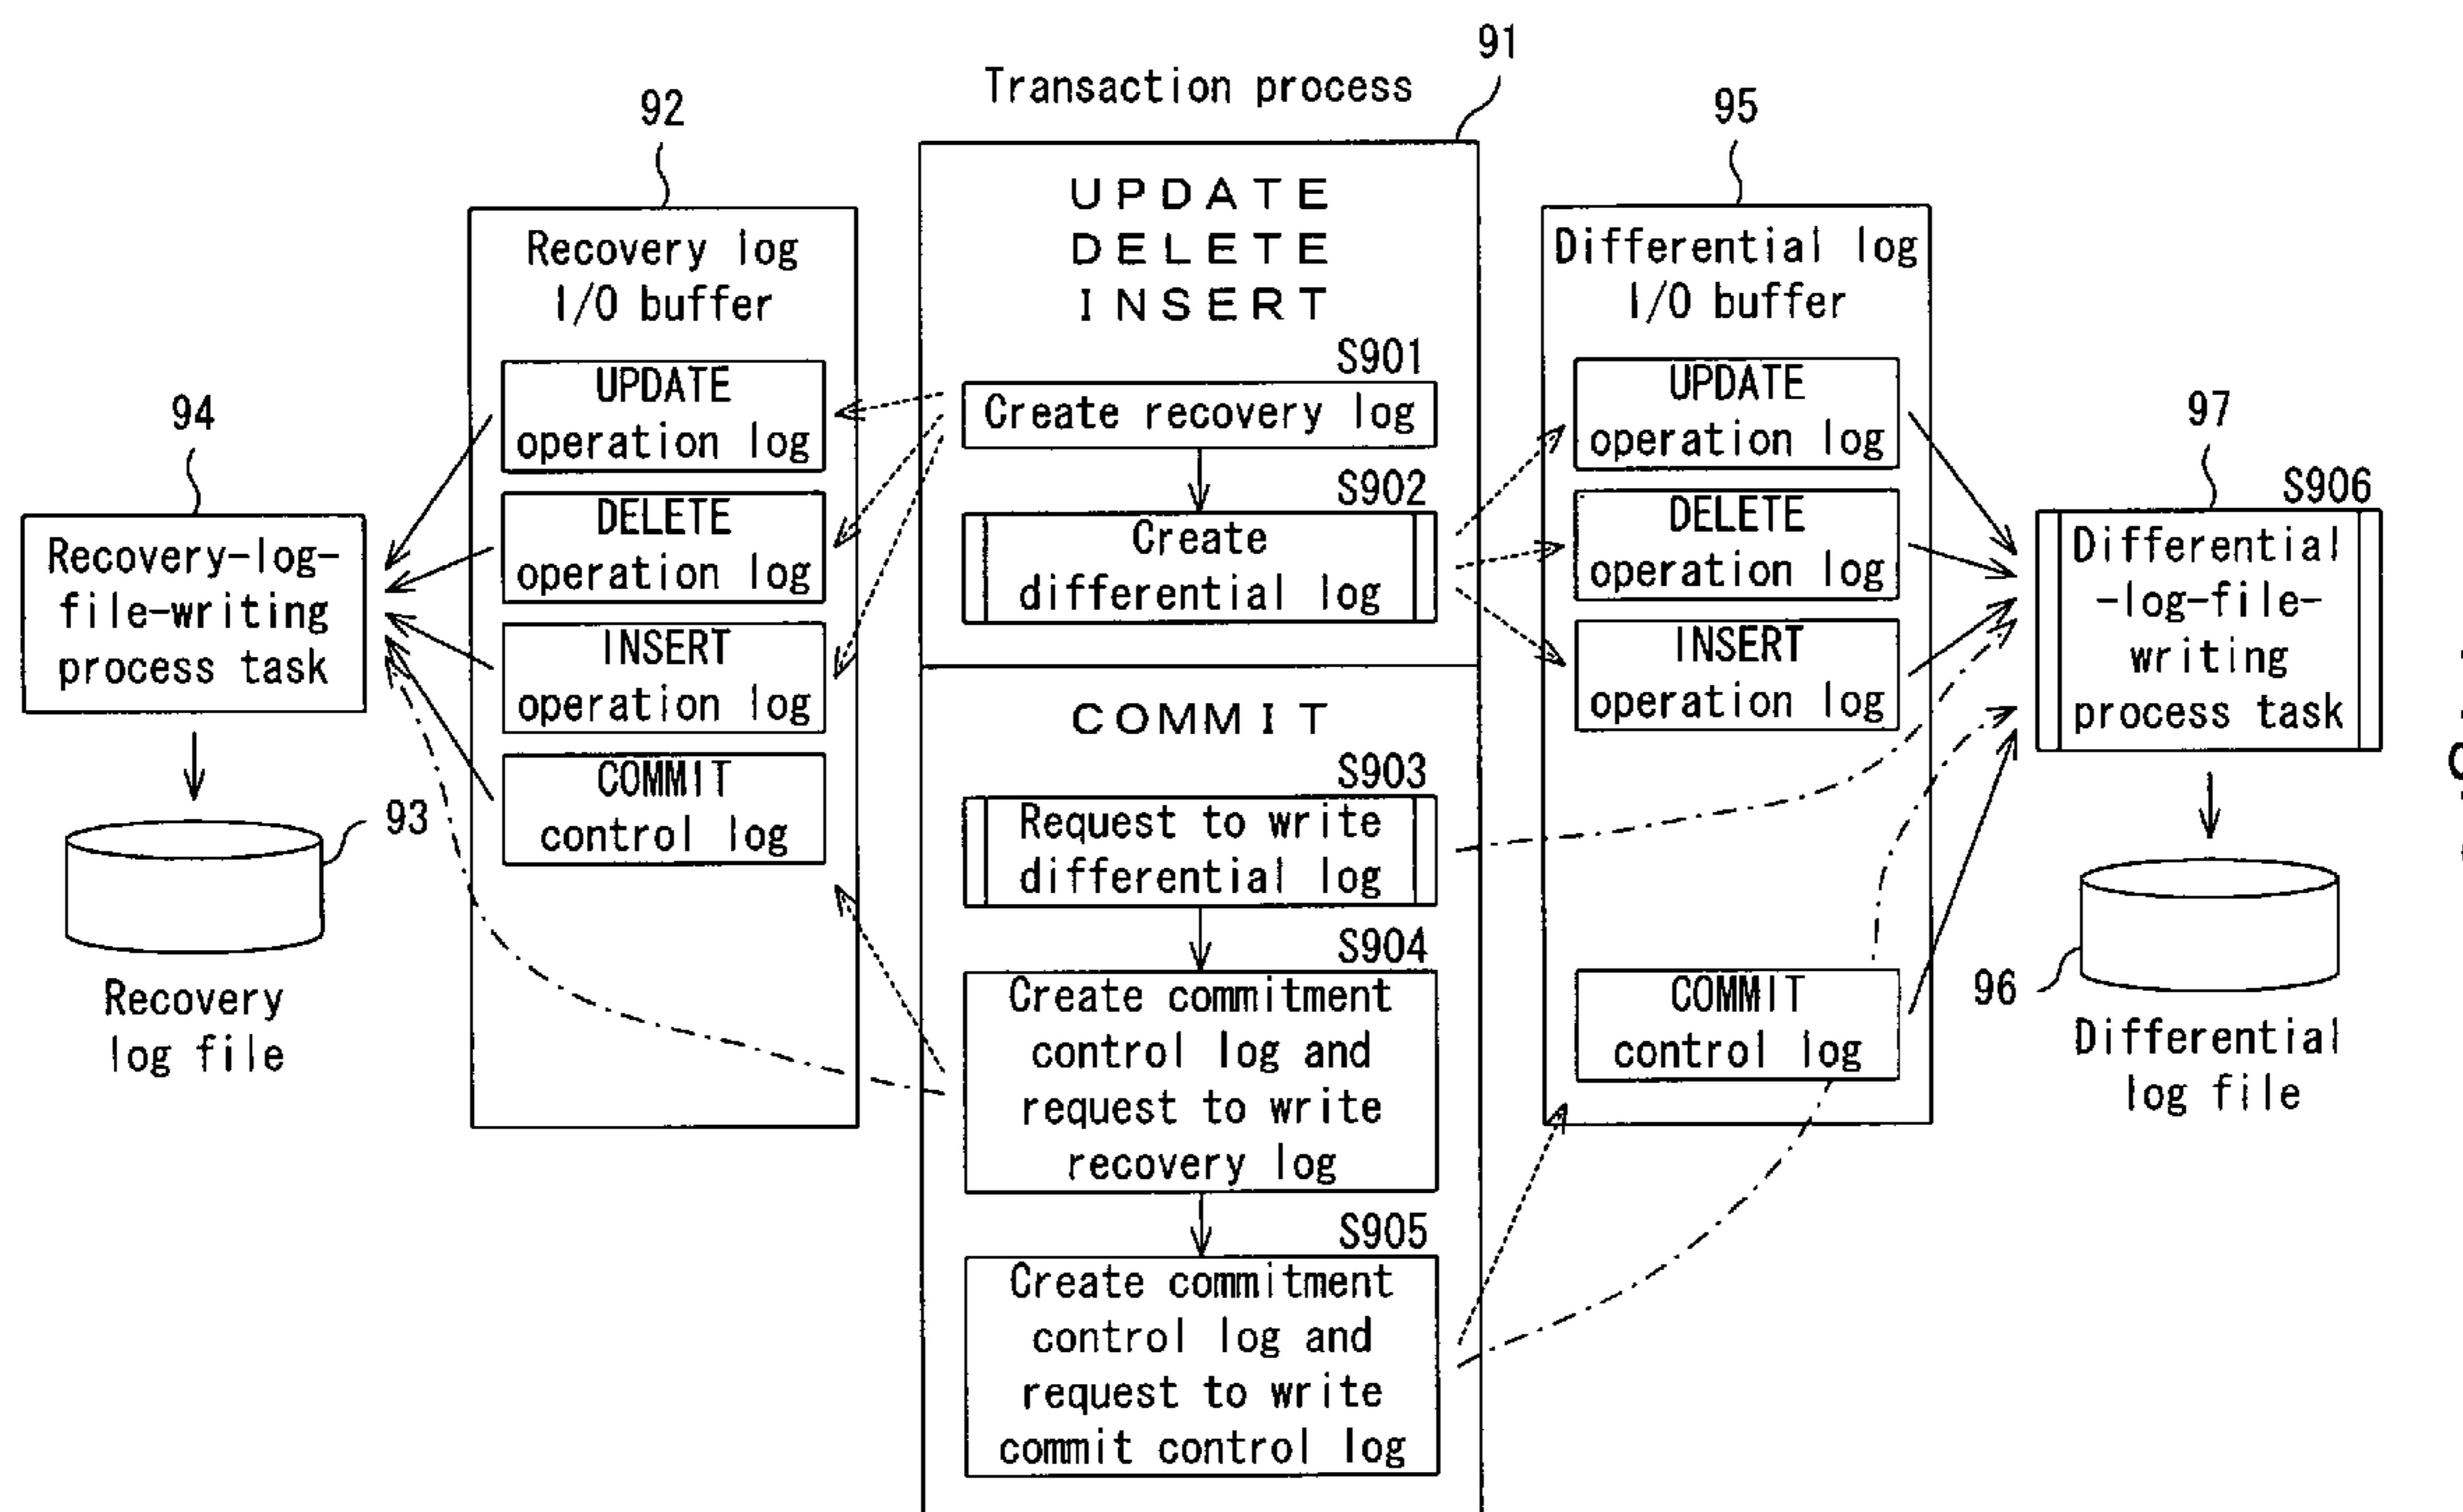 91
Transaction process
92
95
UPDATE
DELETE
INSERT
Recovery log
I/O buffer
Differential log
I/O buffer
S901
Create recovery log
S902
Create
differential log
UPDATE
operation log
DELETE
operation log
INSERT
operation log
COMMIT
control log
UPDATE
operation log
DELETE
operation log
INSERT
operation log
COMMIT
control log
94
Recovery-log-
file-writing
process task
93
Recovery
log file
97
S906
Differential
-log-file-
writing
process task
96
Differential
log file
COMMIT
S903
Request to write
differential log
S904
Create commitment
control log and
request to write
recovery log
S905
Create commitment
control log and
request to write
commit control log